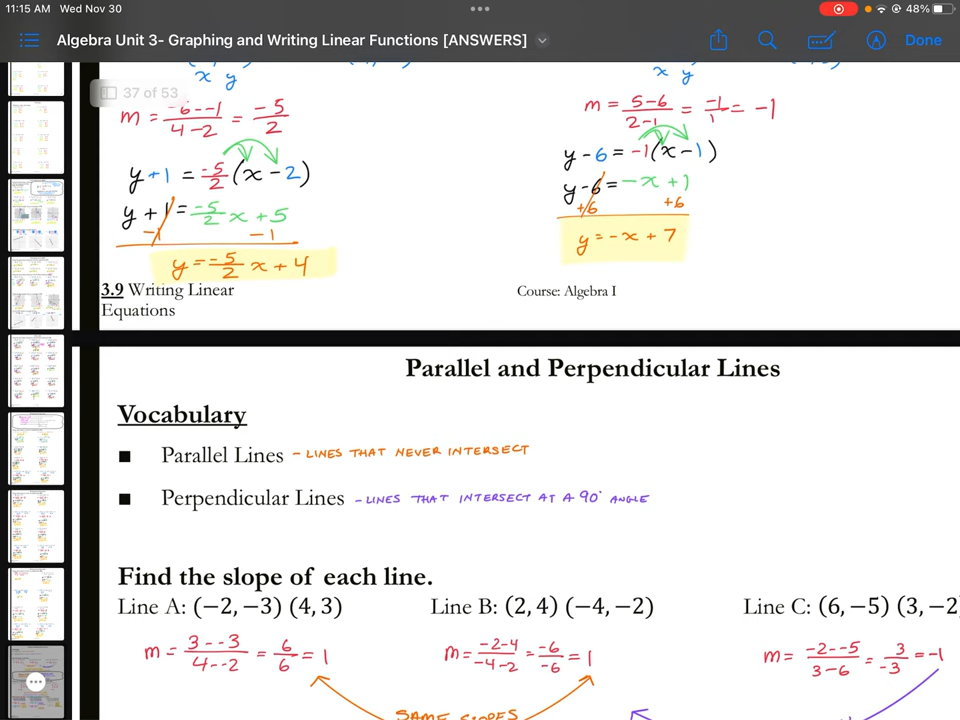 11:15 AM Wed Nov 30
48%
Algebra Unit 3- Graphing and Writing Linear Functions [ANSWERS]
Done
37 of 53
x y
m = -6--1/4-2 = -5/2
y+1 = -5/2 (x-2)
y+1 = -5/2 x + 5
-1 -1
y = -5/2 x + 4
x y
m = 5-6/2-1 = -1/1 = -1
y-6 = -1(x-1)
y-6 = -x+1
+6 +6
y = -x + 7
3.9 Writing Linear
Equations
Course: Algebra I
Parallel and Perpendicular Lines
Vocabulary
■ Parallel Lines - LINES THAT NEVER INTERSECT
■ Perpendicular Lines - LINES THAT INTERSECT AT A 90° ANGLE
Find the slope of each line.
Line A: (−2, −3) (4, 3) Line B: (2, 4) (−4, −2) Line C: (6, −5) (3, −2
m = 3--3/4--2 = 6/6 = 1 m = -2-4/-4-2 = -6/-6 = 1 m = -2--5/3-6 = 3/-3 = -1
SAME SLOPES